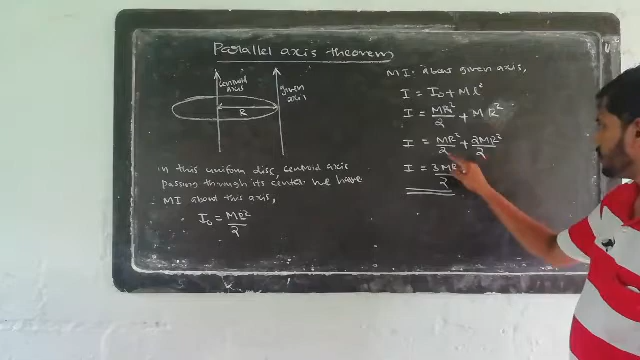 Parallel axis theorem
centroid
axis
given
axis
R
In this uniform disc, centroid axis
passing through its center. We have
MI about this axis,
I₀ = MR²/2
MI. about given axis,
I = I₀ + Ml²
I = MR²/2 + MR²
I = MR²/2 + 2MR²/2
I = 3MR²/2